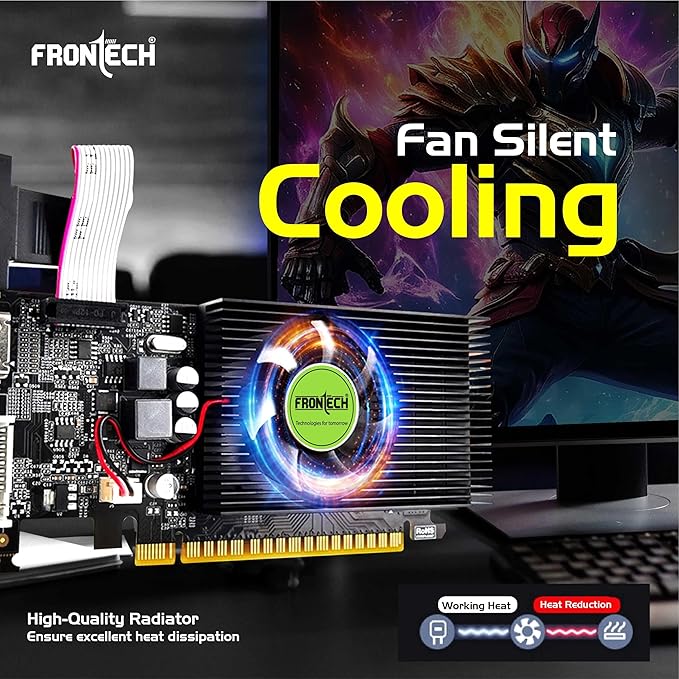 FRONTECH®
Fan Silent
Cooling
FRONTECH
Technologies for tomorrow
RoHS
High-Quality Radiator
Ensure excellent heat dissipation
Working Heat
Heat Reduction